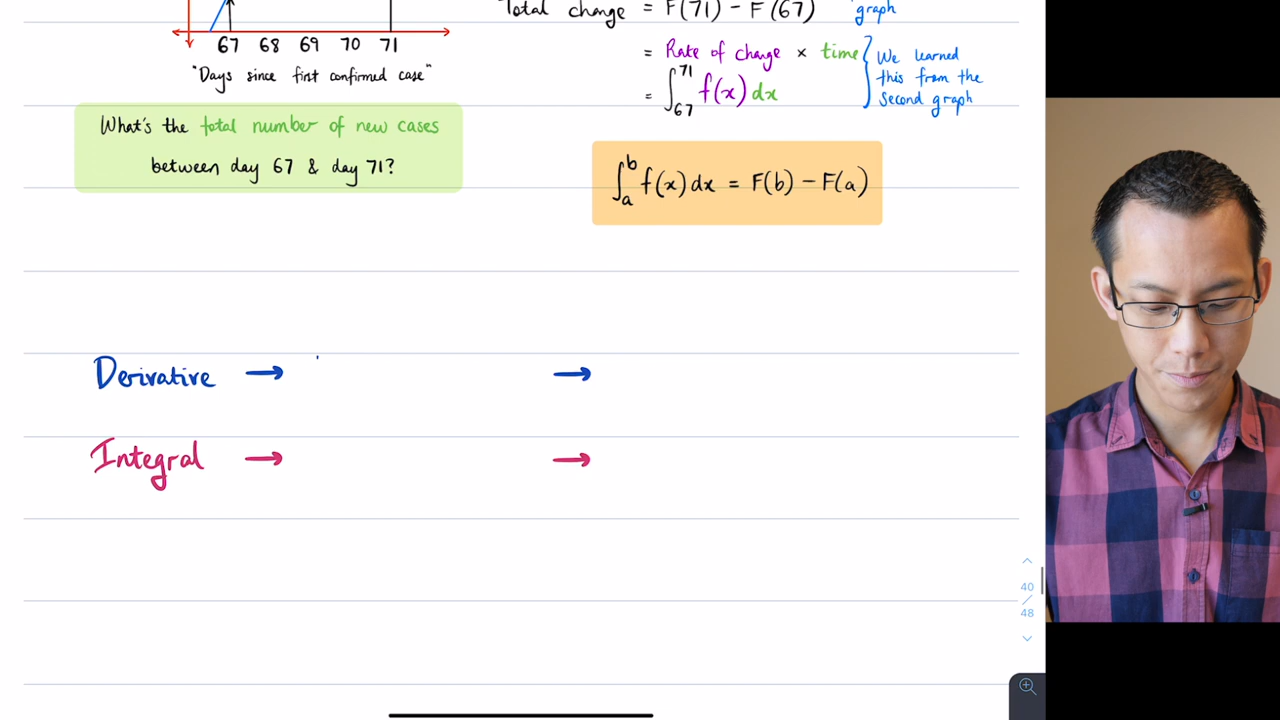 67 68 69 70 71
"Days since first confirmed case"
What's the total number of new cases
between day 67 & day 71?
Total change = F(71) - F(67)
graph
= Rate of change × time
= ∫₆₇⁷¹ f(x) dx
We learned
this from the
second graph
∫ₐᵇ f(x) dx = F(b) - F(a)
Derivative → →
Integral → →
40
/
48